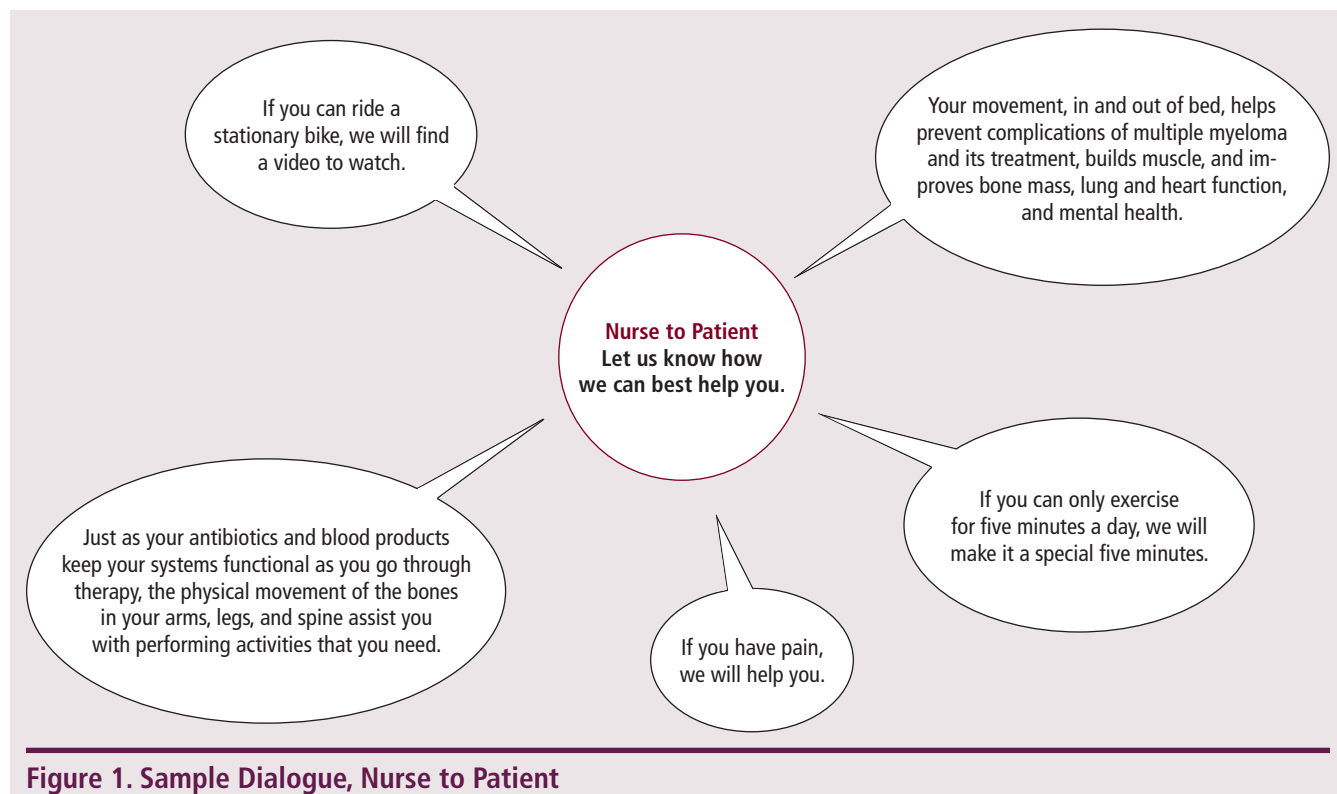 If you can ride a
stationary bike, we will find
a video to watch.
Your movement, in and out of bed, helps
prevent complications of multiple myeloma
and its treatment, builds muscle, and im-
proves bone mass, lung and heart function,
and mental health.
Nurse to Patient
Let us know how
we can best help you.
Just as your antibiotics and blood products
keep your systems functional as you go through
therapy, the physical movement of the bones
in your arms, legs, and spine assist you
with performing activities that you need.
If you can only exercise
for five minutes a day, we will
make it a special five minutes.
If you have pain,
we will help you.
Figure 1. Sample Dialogue, Nurse to Patient